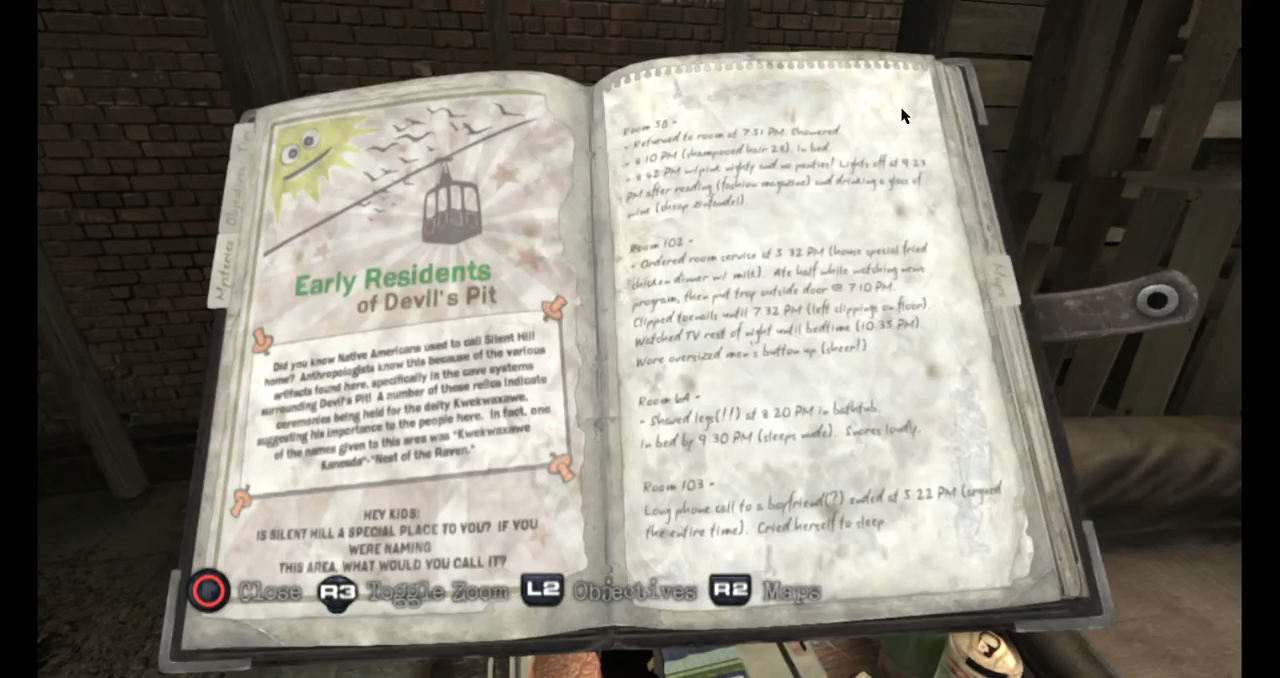 Mysteries
Objectives
Early Residents
of Devil's Pit
Did you know Native Americans used to call Silent Hill
home? Anthropologists know this because of the various
artifacts found here, specifically in the cave systems
surrounding Devil's Pit! A number of these relics indicate
ceremonies being held for the deity Kwekwaxawe,
suggesting his importance to the people here. In fact, one
of the names given to this area was "Kwekwaxawe
Kanesda"-"Nest of the Raven."
HEY KIDS!
IS SILENT HILL A SPECIAL PLACE TO YOU? IF YOU
WERE NAMING
THIS AREA, WHAT WOULD YOU CALL IT?
Room 58 -
- Returned to room at 7:51 PM. Showered
- 8:10 PM (shampooed hair 2x). In bed
- 8:42 PM w/pink nighty and no panties! Lights off at 9:23
PM after reading (fashion magazine) and drinking a glass of
wine (cheap zinfandel)
Room 102 -
- Ordered room service at 5:32 PM (house special fried
chicken dinner w/ milk). Ate half while watching news
program, then put tray outside door @ 7:10 PM.
Clipped toenails until 7:32 PM (left clippings on floor).
Watched TV rest of night until bedtime (10:35 PM).
Wore oversized men's button up (sheer!)
Room 6A -
- Shaved legs(!!) at 8:20 PM in bathtub.
In bed by 9:30 PM (sleeps nude). Snores loudly.
Room 103 -
Long phone call to a boyfriend(?) ended at 5:22 PM (argued
the entire time). Cried herself to sleep
Maps
Close R3 Toggle Zoom L2 Objectives R2 Maps